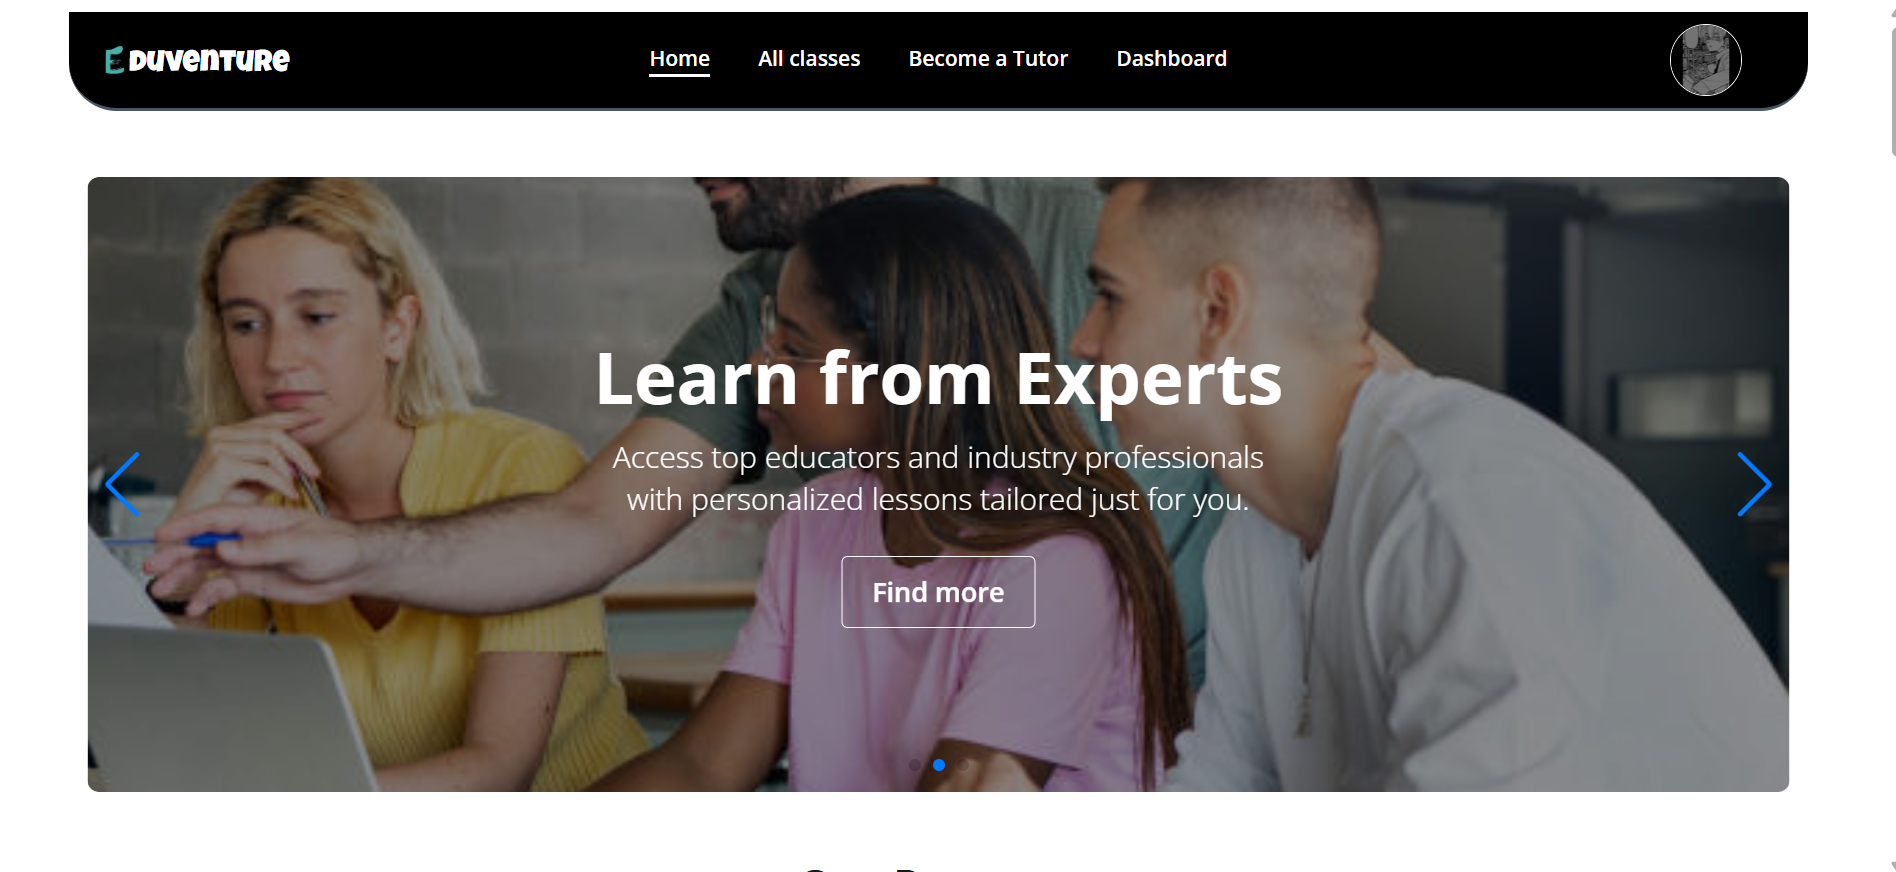 EDUVENTURE
Home
All classes
Become a Tutor
Dashboard
Learn from Experts
Access top educators and industry professionals
with personalized lessons tailored just for you.
Find more